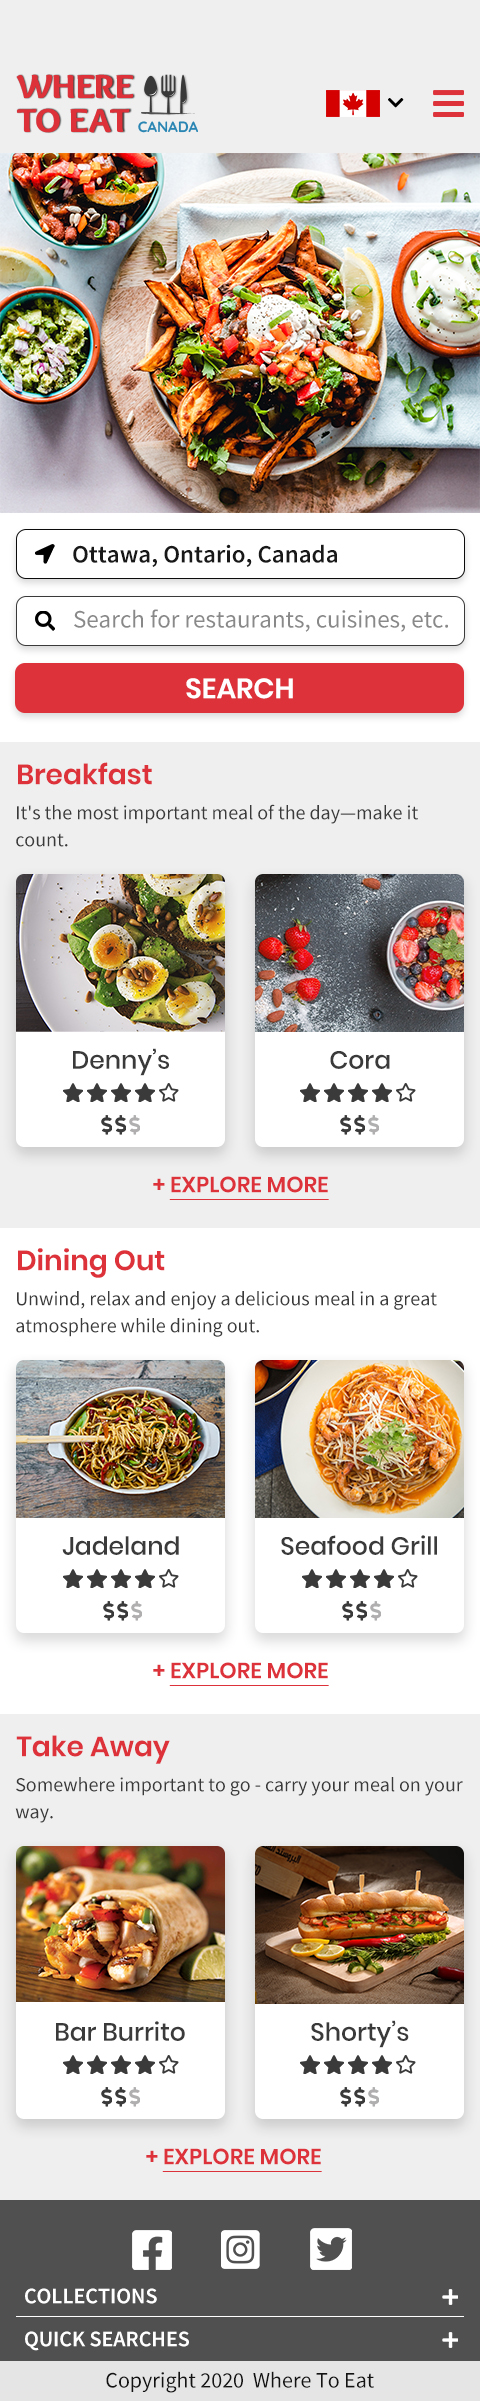 WHERE
TO EAT CANADA
Ottawa, Ontario, Canada
Search for restaurants, cuisines, etc.
SEARCH
Breakfast
It's the most important meal of the day—make it
count.
Denny’s
Cora
$$$
$$$
+ EXPLORE MORE
Dining Out
Unwind, relax and enjoy a delicious meal in a great
atmosphere while dining out.
Jadeland
Seafood Grill
$$$
$$$
+ EXPLORE MORE
Take Away
Somewhere important to go - carry your meal on your
way.
Bar Burrito
Shorty’s
$$$
$$$
+ EXPLORE MORE
COLLECTIONS +
QUICK SEARCHES +
Copyright 2020 Where To Eat